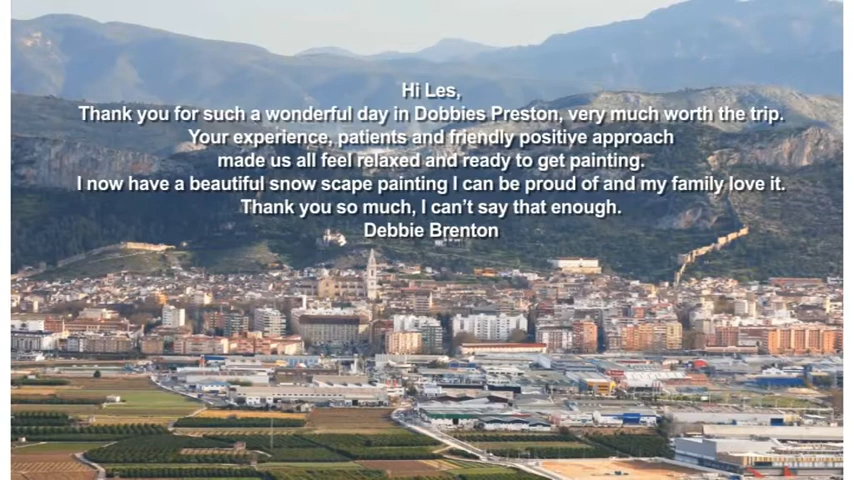 Hi Les,
Thank you for such a wonderful day in Dobbies Preston, very much worth the trip.
Your experience, patients and friendly positive approach
made us all feel relaxed and ready to get painting.
I now have a beautiful snow scape painting I can be proud of and my family love it.
Thank you so much, I can't say that enough.
Debbie Brenton